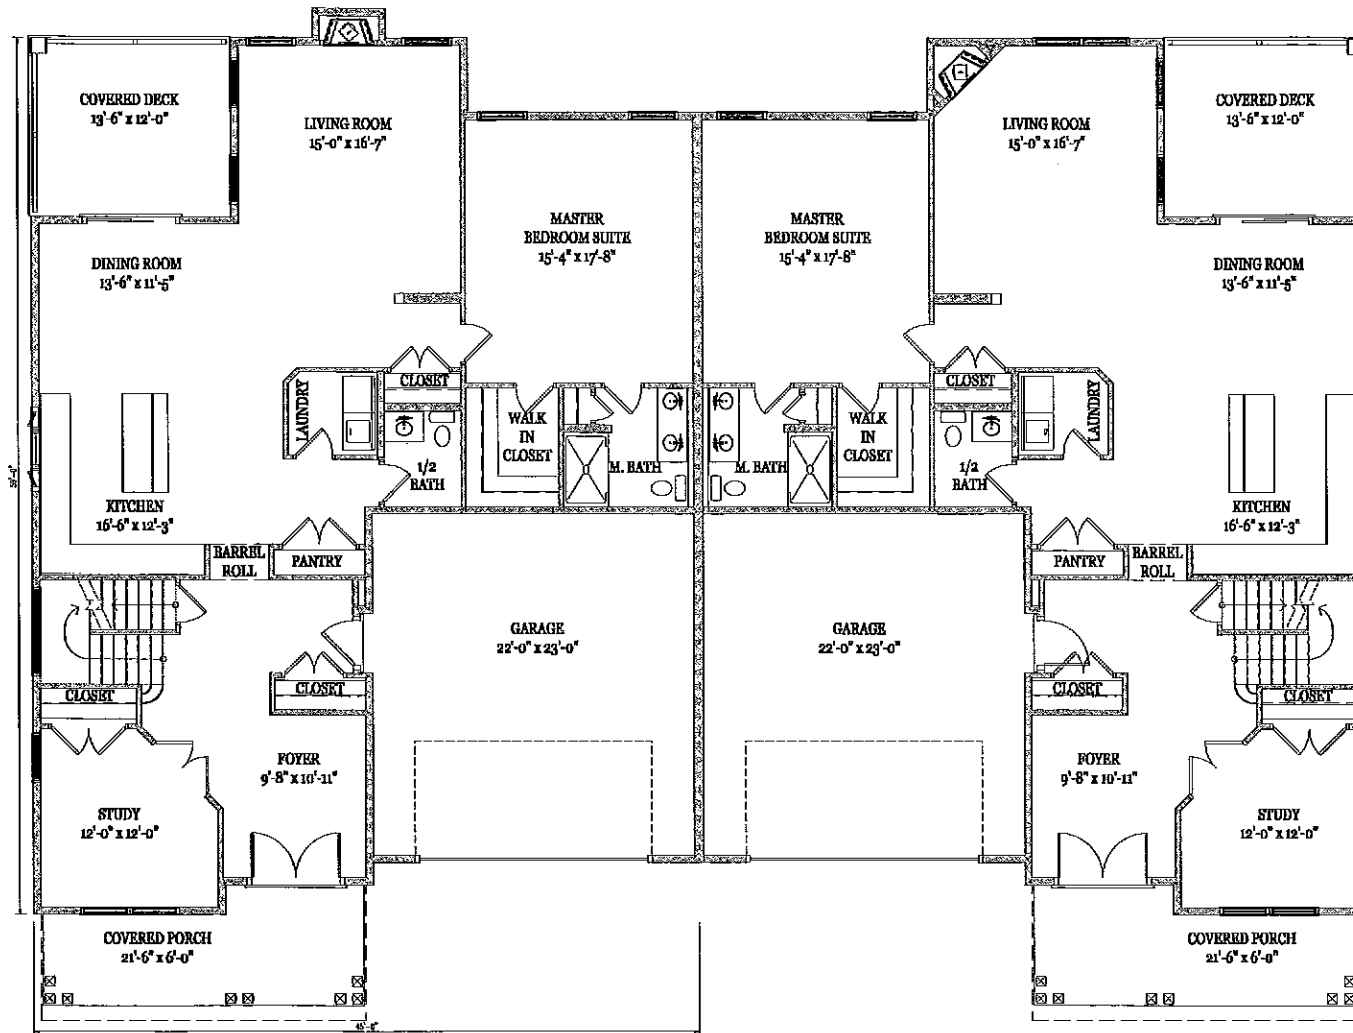 COVERED DECK
13'-6" x 12'-0"
LIVING ROOM
15'-0" x 16'-7"
LIVING ROOM
15'-0" x 16'-7"
COVERED DECK
13'-6" x 12'-0"
MASTER
BEDROOM SUITE
15'-4" x 17'-8"
MASTER
BEDROOM SUITE
15'-4" x 17'-8"
DINING ROOM
13'-6" x 11'-5"
DINING ROOM
13'-6" x 11'-5"
LAUNDRY
CLOSET
WALK
IN
CLOSET
M. BATH
M. BATH
WALK
IN
CLOSET
CLOSET
LAUNDRY
1/2
BATH
1/2
BATH
KITCHEN
16'-6" x 12'-3"
KITCHEN
16'-6" x 12'-3"
BARREL
ROLL
PANTRY
PANTRY
BARREL
ROLL
GARAGE
22'-0" x 23'-0"
GARAGE
22'-0" x 23'-0"
CLOSET
CLOSET
CLOSET
CLOSET
FOYER
9'-8" x 10'-11"
FOYER
9'-8" x 10'-11"
STUDY
12'-0" x 12'-0"
STUDY
12'-0" x 12'-0"
COVERED PORCH
21'-6" x 6'-0"
COVERED PORCH
21'-6" x 6'-0"
45'-0"